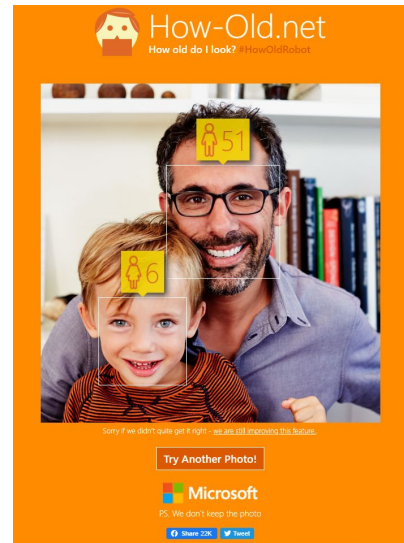 How-Old.net
How old do I look? #HowOldRobot
51
6
Sorry if we didn't quite get it right - we are still improving this feature.
Try Another Photo!
Microsoft
P.S. We don't keep the photo
Share 22K
Tweet